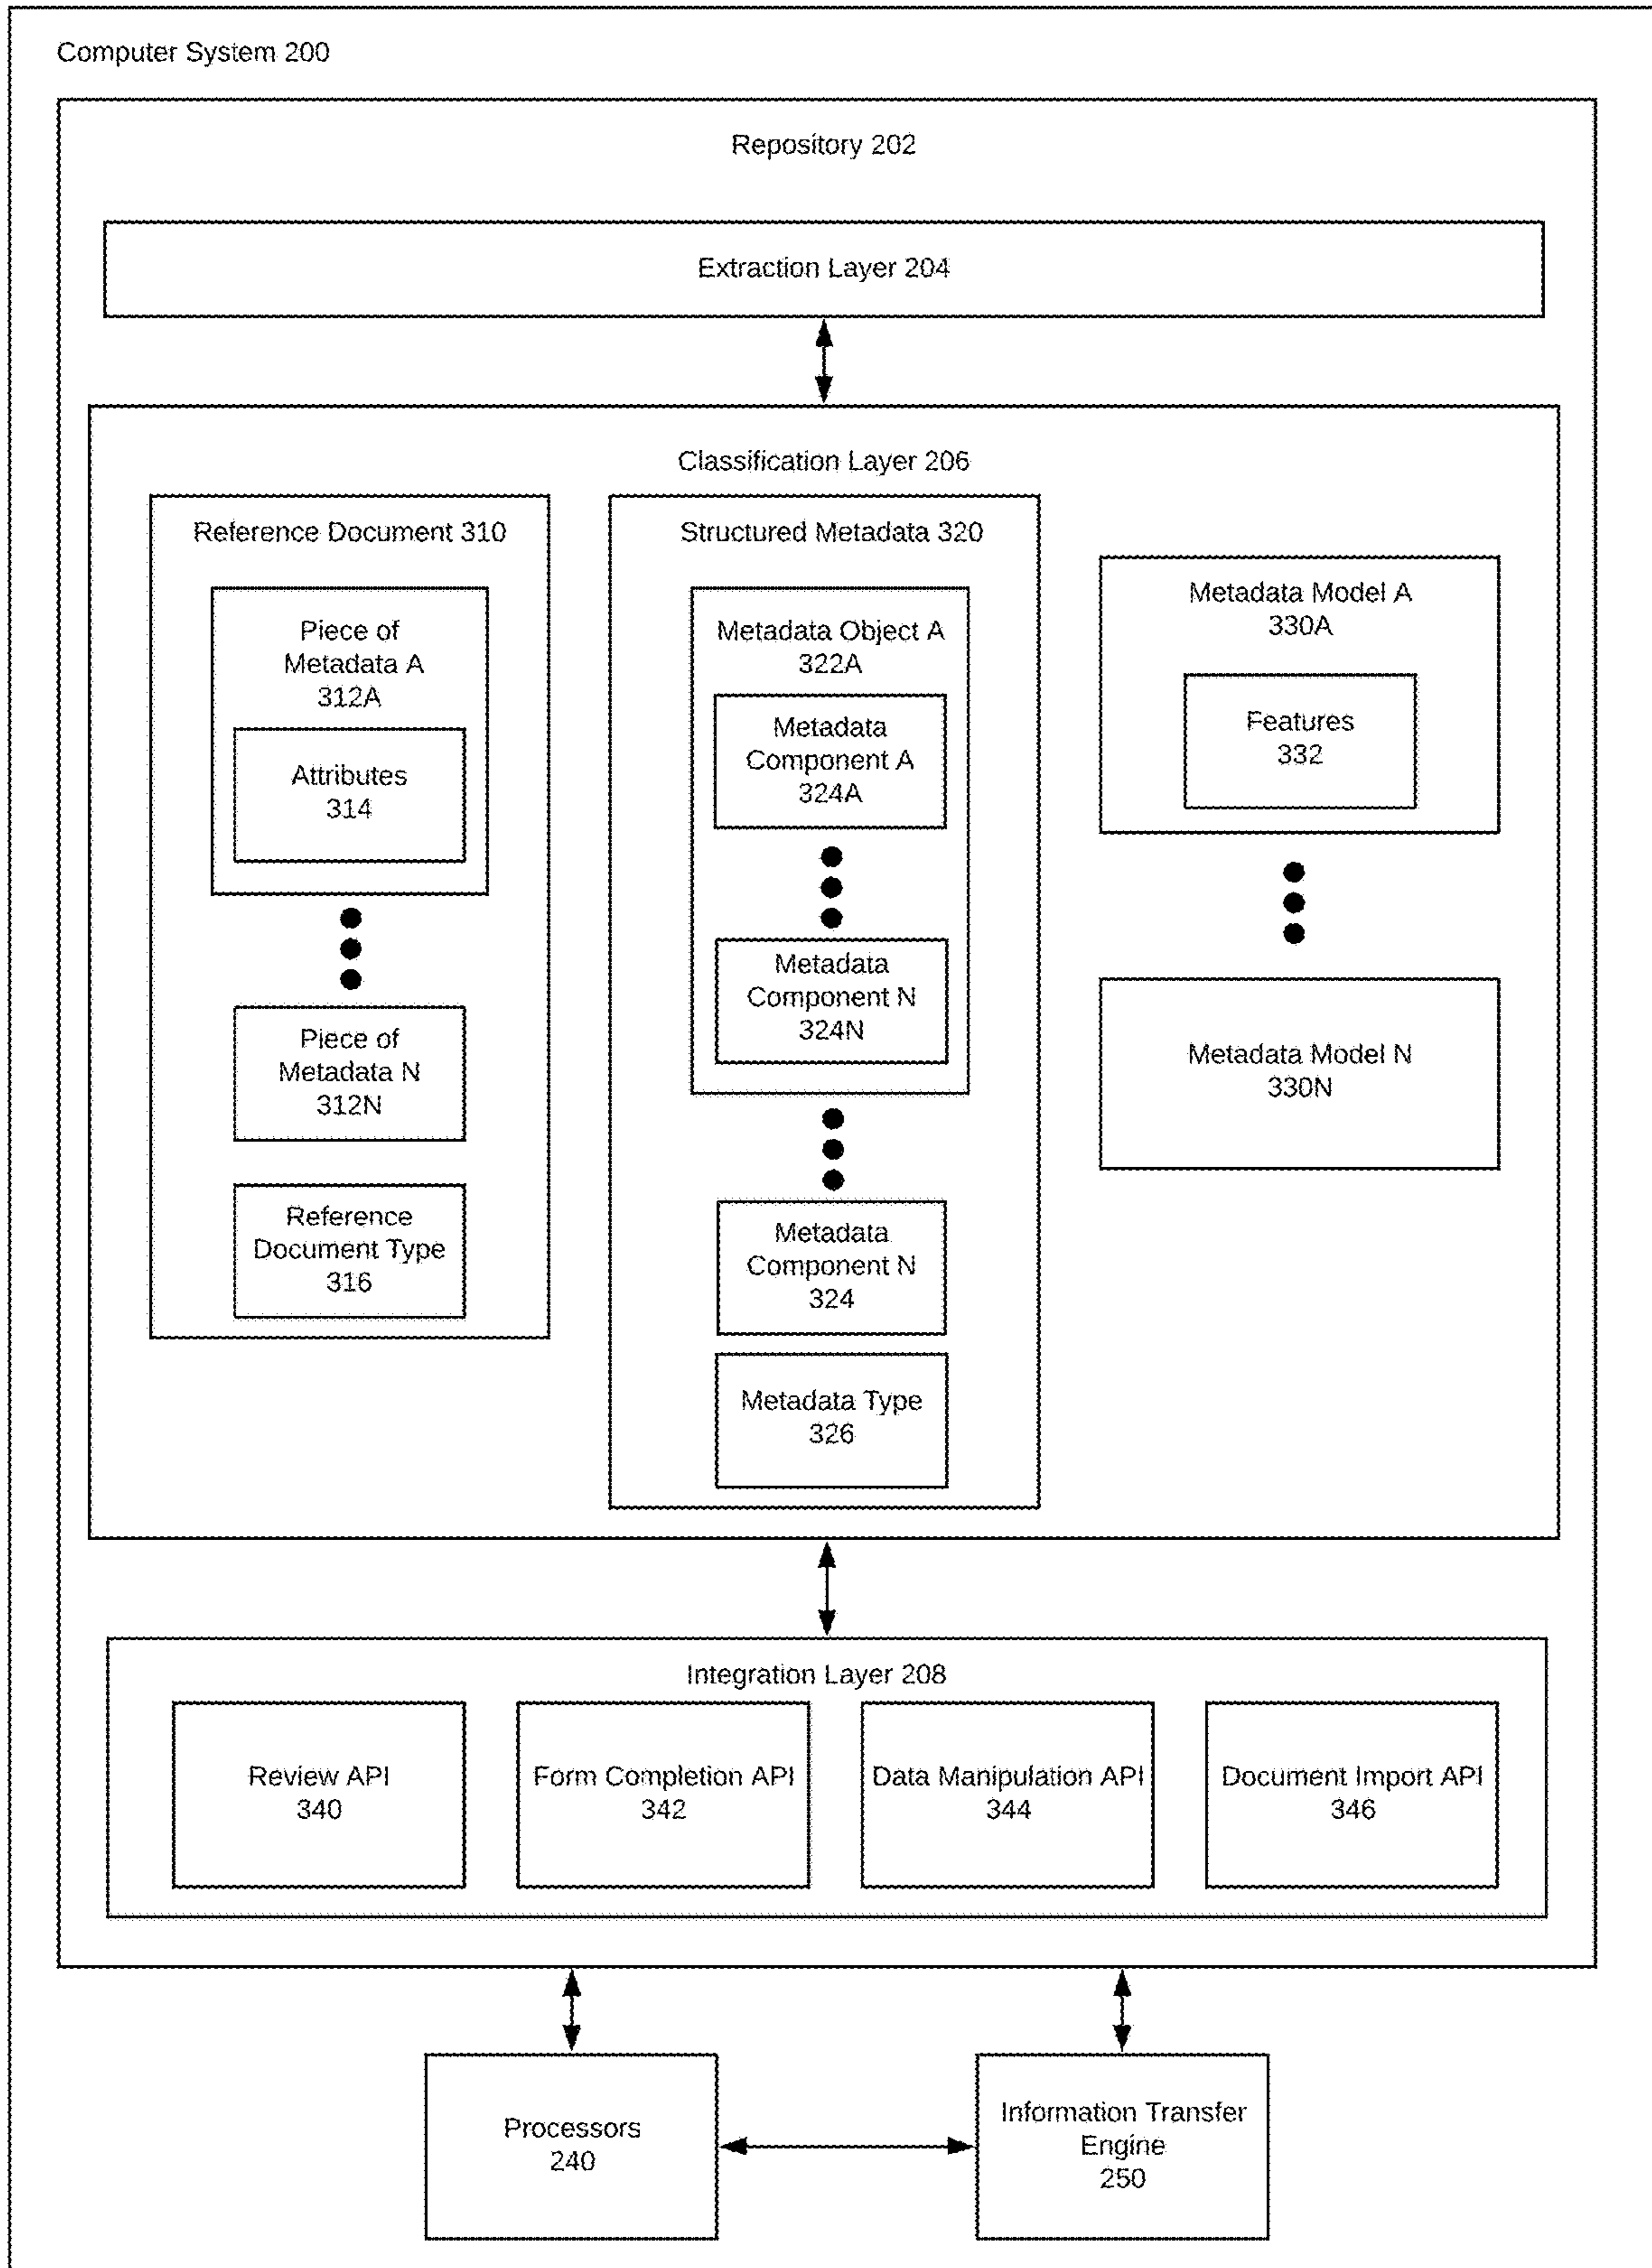 Computer System 200
Repository 202
Extraction Layer 204
Classification Layer 206
Reference Document 310
Piece of
Metadata A
312A
Attributes
314
Piece of
Metadata N
312N
Reference
Document Type
316
Structured Metadata 320
Metadata Object A
322A
Metadata
Component A
324A
Metadata
Component N
324N
Metadata
Component N
324
Metadata Type
326
Metadata Model A
330A
Features
332
Metadata Model N
330N
Integration Layer 208
Review API
340
Form Completion API
342
Data Manipulation API
344
Document Import API
346
Processors
240
Information Transfer
Engine
250